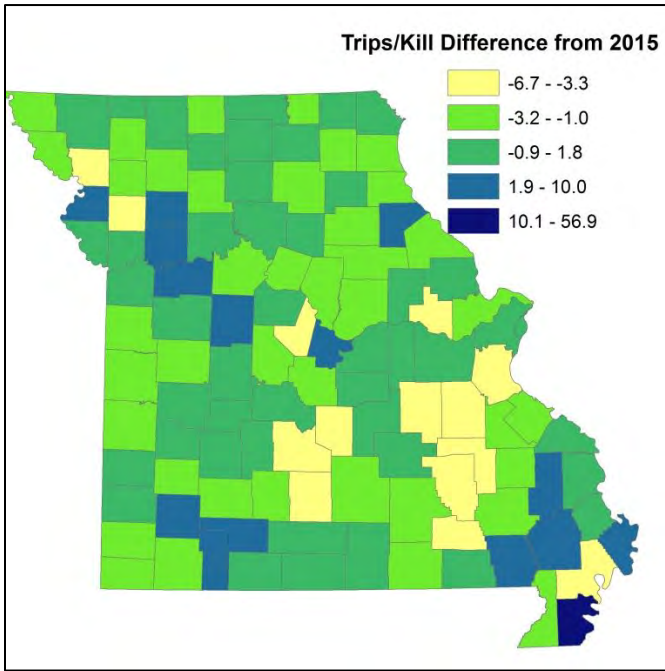 Trips/Kill Difference from 2015
-6.7 - -3.3
-3.2 - -1.0
-0.9 - 1.8
1.9 - 10.0
10.1 - 56.9